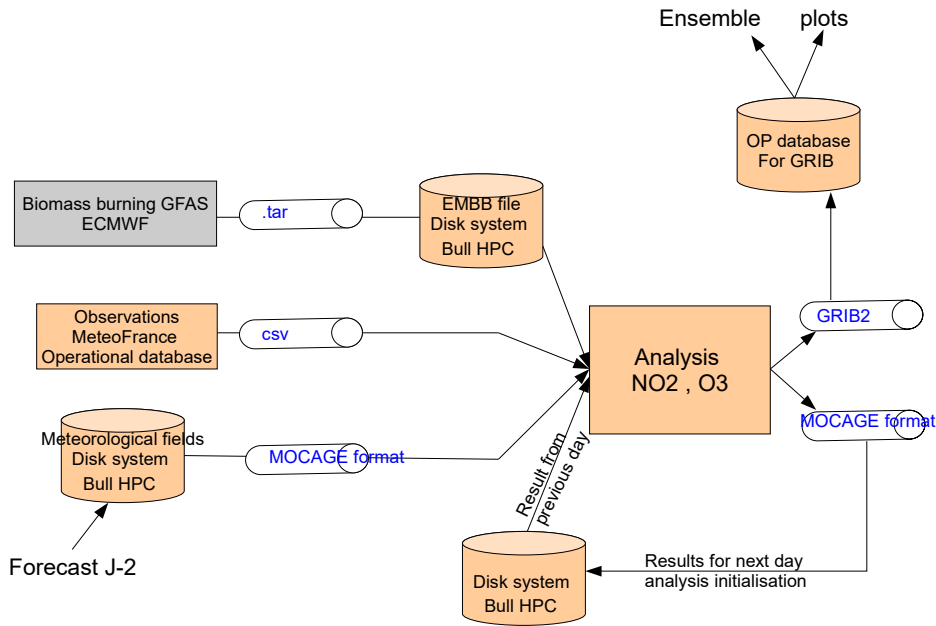 Ensemble plots
OP database
For GRIB
Biomass burning GFAS
ECMWF
.tar
EMBB file
Disk system
Bull HPC
Observations
MeteoFrance
Operational database
csv
Analysis
NO2 , O3
GRIB2
MOCAGE format
Meteorological fields
Disk system
Bull HPC
MOCAGE format
Forecast J-2
Result from
previous day
Disk system
Bull HPC
Results for next day
analysis initialisation